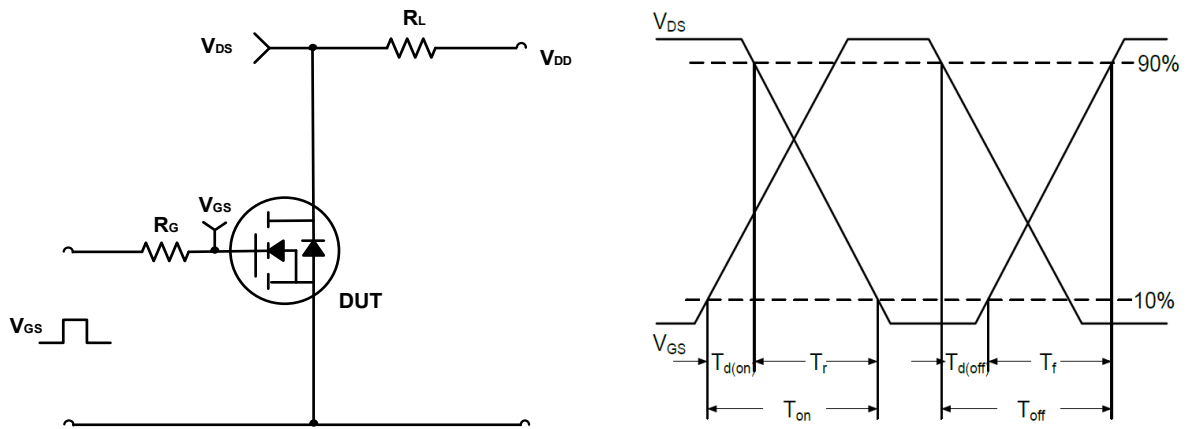 RL
VDS
VDD
VGS
RG
DUT
VGS
VDS
90%
10%
VGS
Td(on)
Tr
Td(off)
Tf
Ton
Toff